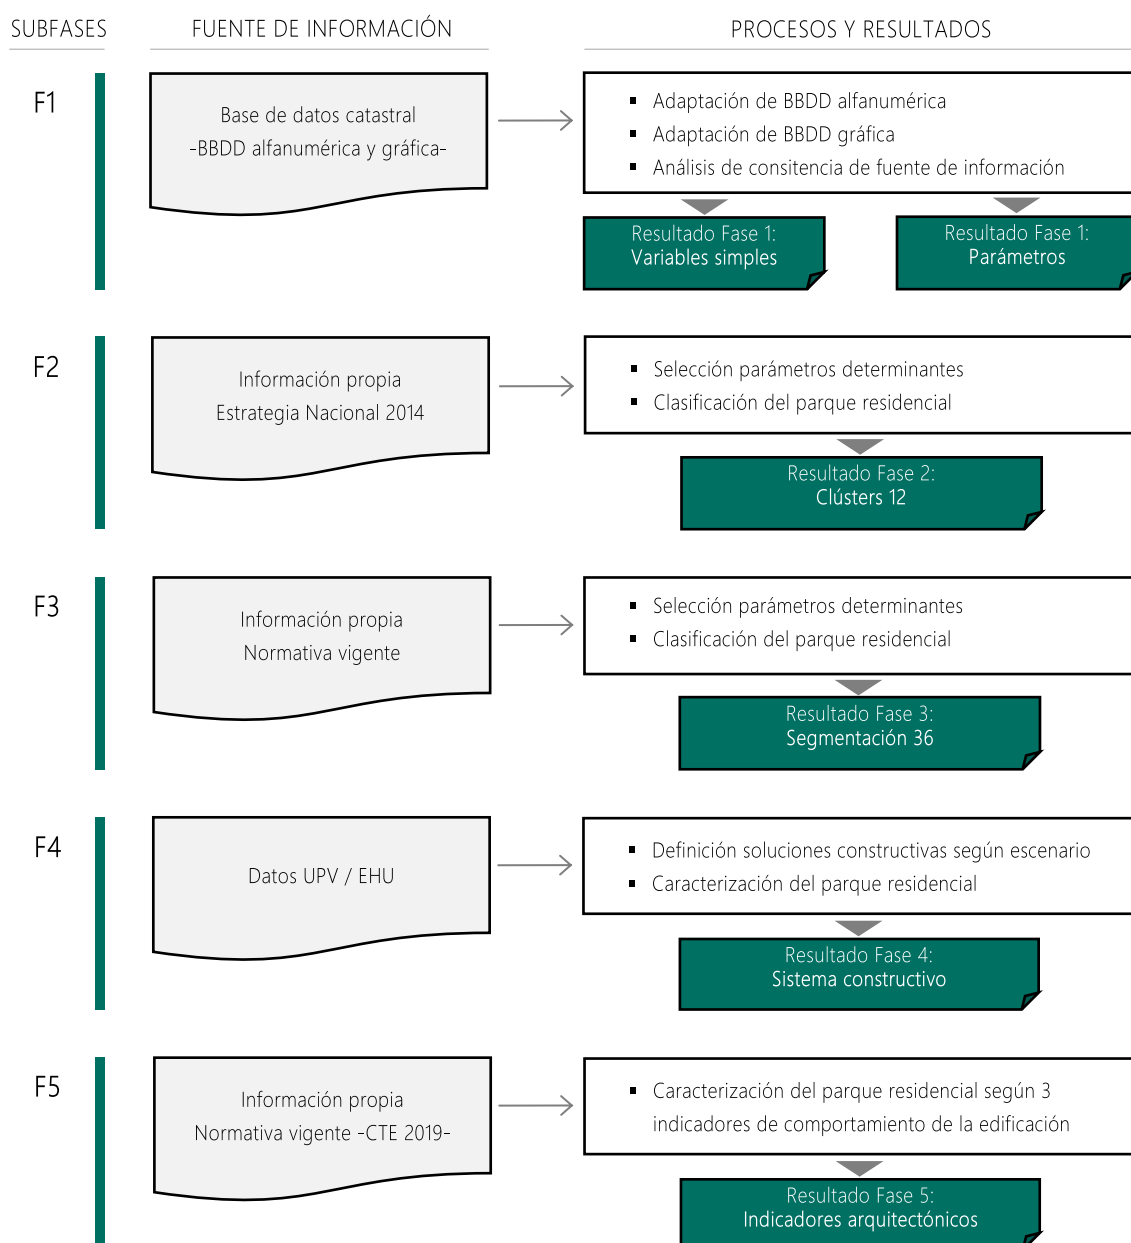 SUBFASES
FUENTE DE INFORMACIÓN
PROCESOS Y RESULTADOS
F1
Base de datos catastral
-BBDD alfanumérica y gráfica-
▪ Adaptación de BBDD alfanumérica
▪ Adaptación de BBDD gráfica
▪ Análisis de consitencia de fuente de información
Resultado Fase 1:
Variables simples
Resultado Fase 1:
Parámetros
F2
Información propia
Estrategia Nacional 2014
▪ Selección parámetros determinantes
▪ Clasificación del parque residencial
Resultado Fase 2:
Clústers 12
F3
Información propia
Normativa vigente
▪ Selección parámetros determinantes
▪ Clasificación del parque residencial
Resultado Fase 3:
Segmentación 36
F4
Datos UPV / EHU
▪ Definición soluciones constructivas según escenario
▪ Caracterización del parque residencial
Resultado Fase 4:
Sistema constructivo
F5
Información propia
Normativa vigente -CTE 2019-
▪ Caracterización del parque residencial según 3
indicadores de comportamiento de la edificación
Resultado Fase 5:
Indicadores arquitectónicos